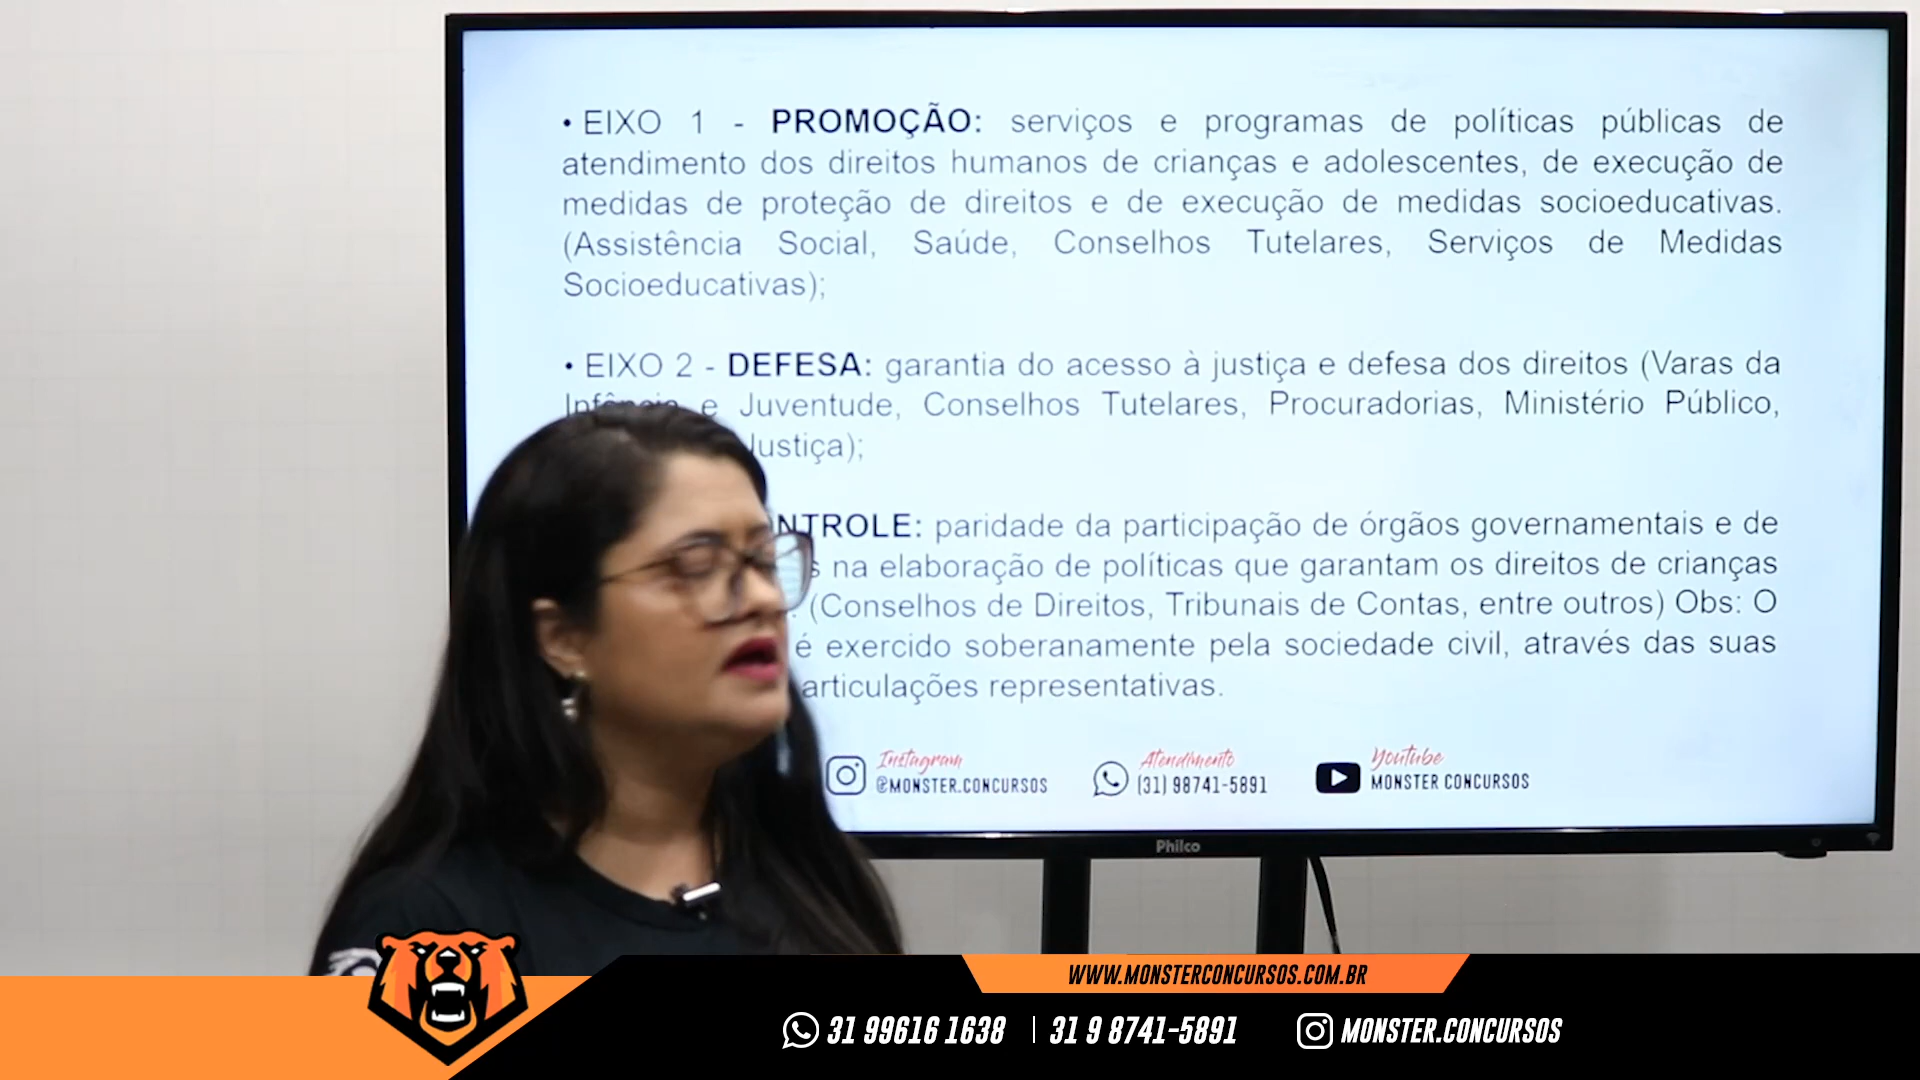 • EIXO 1 - PROMOÇÃO: serviços e programas de políticas públicas de
atendimento dos direitos humanos de crianças e adolescentes, de execução de
medidas de proteção de direitos e de execução de medidas socioeducativas.
(Assistência Social, Saúde, Conselhos Tutelares, Serviços de Medidas
Socioeducativas);
• EIXO 2 - DEFESA: garantia do acesso à justiça e defesa dos direitos (Varas da
Infância e Juventude, Conselhos Tutelares, Procuradorias, Ministério Público,
Justiça);
NTROLE: paridade da participação de órgãos governamentais e de
s na elaboração de políticas que garantam os direitos de crianças
. (Conselhos de Direitos, Tribunais de Contas, entre outros) Obs: O
é exercido soberanamente pela sociedade civil, através das suas
articulações representativas.
Instagram
@MONSTER.CONCURSOS
Atendimento
(31) 98741-5891
Youtube
MONSTER CONCURSOS
Philco
WWW.MONSTERCONCURSOS.COM.BR
31 99616 1638 | 31 9 8741-5891
MONSTER.CONCURSOS